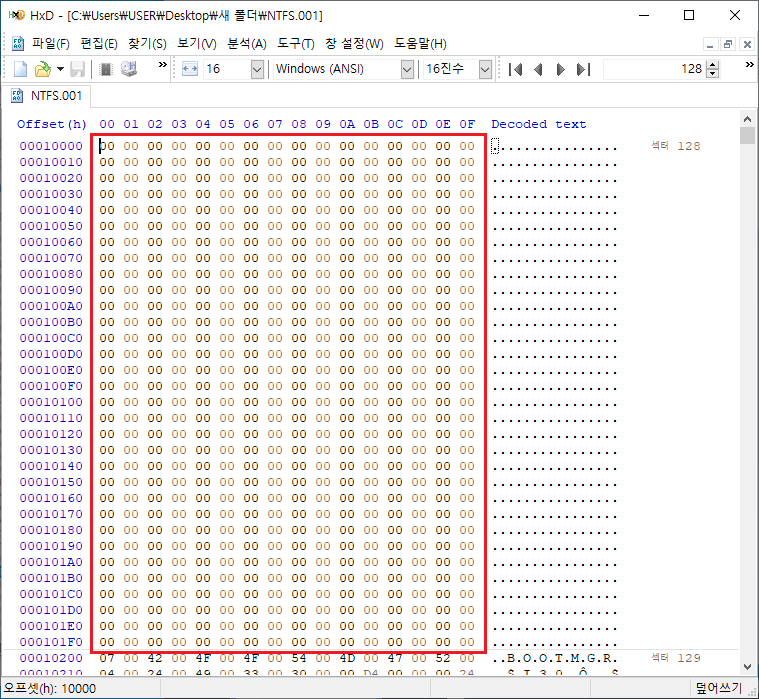 HxD - [C:₩Users₩USER₩Desktop₩새 폴더₩NTFS.001]
파일(F) 편집(E) 찾기(S) 보기(V) 분석(A) 도구(T) 창 설정(W) 도움말(H)
16 Windows (ANSI) 16진수 128
NTFS.001
Offset(h) 00 01 02 03 04 05 06 07 08 09 0A 0B 0C 0D 0E 0F Decoded text
00010000 00 00 00 00 00 00 00 00 00 00 00 00 00 00 00 00 ................ 섹터 128
00010010 00 00 00 00 00 00 00 00 00 00 00 00 00 00 00 00 ................
00010020 00 00 00 00 00 00 00 00 00 00 00 00 00 00 00 00 ................
00010030 00 00 00 00 00 00 00 00 00 00 00 00 00 00 00 00 ................
00010040 00 00 00 00 00 00 00 00 00 00 00 00 00 00 00 00 ................
00010050 00 00 00 00 00 00 00 00 00 00 00 00 00 00 00 00 ................
00010060 00 00 00 00 00 00 00 00 00 00 00 00 00 00 00 00 ................
00010070 00 00 00 00 00 00 00 00 00 00 00 00 00 00 00 00 ................
00010080 00 00 00 00 00 00 00 00 00 00 00 00 00 00 00 00 ................
00010090 00 00 00 00 00 00 00 00 00 00 00 00 00 00 00 00 ................
000100A0 00 00 00 00 00 00 00 00 00 00 00 00 00 00 00 00 ................
000100B0 00 00 00 00 00 00 00 00 00 00 00 00 00 00 00 00 ................
000100C0 00 00 00 00 00 00 00 00 00 00 00 00 00 00 00 00 ................
000100D0 00 00 00 00 00 00 00 00 00 00 00 00 00 00 00 00 ................
000100E0 00 00 00 00 00 00 00 00 00 00 00 00 00 00 00 00 ................
000100F0 00 00 00 00 00 00 00 00 00 00 00 00 00 00 00 00 ................
00010100 00 00 00 00 00 00 00 00 00 00 00 00 00 00 00 00 ................
00010110 00 00 00 00 00 00 00 00 00 00 00 00 00 00 00 00 ................
00010120 00 00 00 00 00 00 00 00 00 00 00 00 00 00 00 00 ................
00010130 00 00 00 00 00 00 00 00 00 00 00 00 00 00 00 00 ................
00010140 00 00 00 00 00 00 00 00 00 00 00 00 00 00 00 00 ................
00010150 00 00 00 00 00 00 00 00 00 00 00 00 00 00 00 00 ................
00010160 00 00 00 00 00 00 00 00 00 00 00 00 00 00 00 00 ................
00010170 00 00 00 00 00 00 00 00 00 00 00 00 00 00 00 00 ................
00010180 00 00 00 00 00 00 00 00 00 00 00 00 00 00 00 00 ................
00010190 00 00 00 00 00 00 00 00 00 00 00 00 00 00 00 00 ................
000101A0 00 00 00 00 00 00 00 00 00 00 00 00 00 00 00 00 ................
000101B0 00 00 00 00 00 00 00 00 00 00 00 00 00 00 00 00 ................
000101C0 00 00 00 00 00 00 00 00 00 00 00 00 00 00 00 00 ................
000101D0 00 00 00 00 00 00 00 00 00 00 00 00 00 00 00 00 ................
000101E0 00 00 00 00 00 00 00 00 00 00 00 00 00 00 00 00 ................
000101F0 00 00 00 00 00 00 00 00 00 00 00 00 00 00 00 00 ................
00010200 07 00 42 00 4F 00 4F 00 54 00 4D 00 47 00 52 00 ..B.O.O.T.M.G.R. 섹터 129
00010210 04 00 24 00 49 00 33 00 30 00 D4 00 00 00 24
오프셋(h): 10000 덮어쓰기